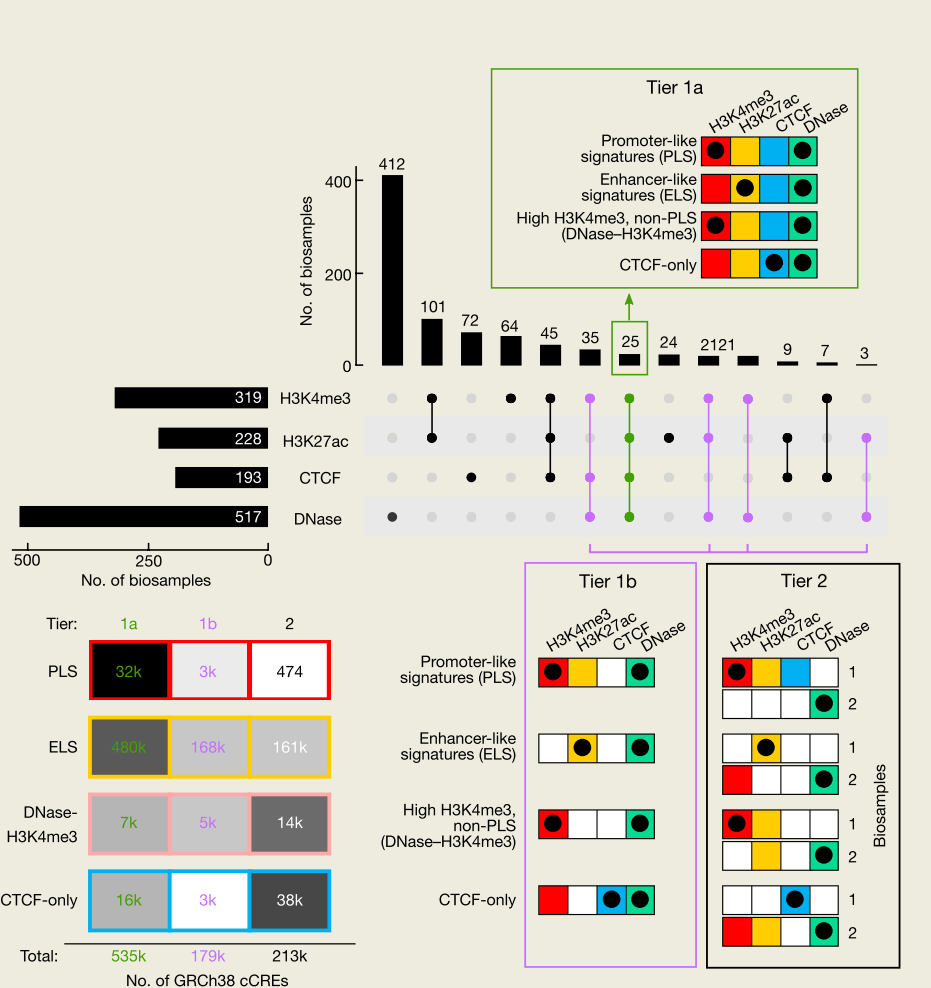 Tier 1a
H3K4me3
H3K27ac
CTCF
DNase
Promoter-like
signatures (PLS)
Enhancer-like
signatures (ELS)
High H3K4me3, non-PLS
(DNase–H3K4me3)
CTCF-only
No. of biosamples
400
200
0
412
101
72
64
45
35
25
24
21
21
9
7
3
319
H3K4me3
228
H3K27ac
193
CTCF
517
DNase
500
250
0
No. of biosamples
Tier:
1a
1b
2
PLS
32k
3k
474
ELS
480k
168k
161k
DNase-
H3K4me3
7k
5k
14k
CTCF-only
16k
3k
38k
Total:
535k
179k
213k
No. of GRCh38 cCREs
Tier 1b
H3K4me3
H3K27ac
CTCF
DNase
Promoter-like
signatures (PLS)
Enhancer-like
signatures (ELS)
High H3K4me3,
non-PLS
(DNase–H3K4me3)
CTCF-only
Tier 2
H3K4me3
H3K27ac
CTCF
DNase
1
2
1
2
1
2
1
2
Biosamples